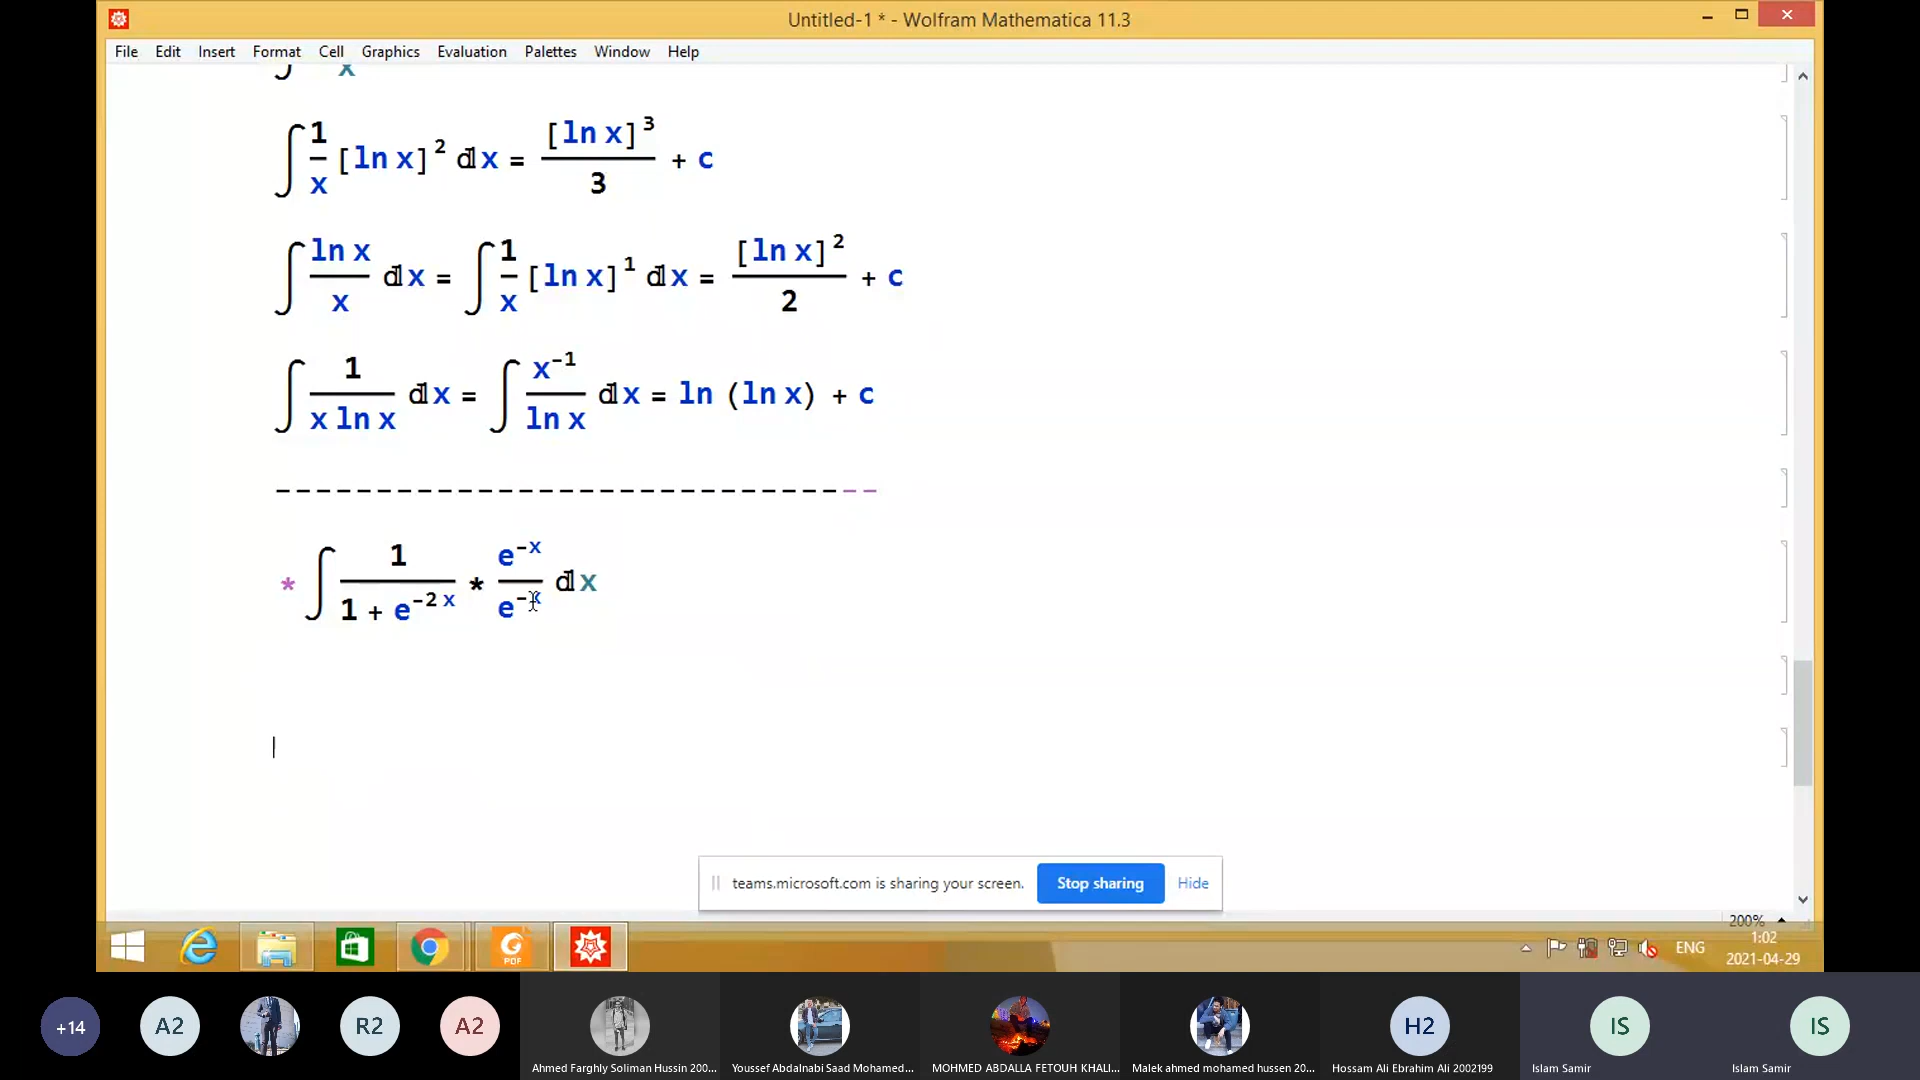 Untitled-1 * - Wolfram Mathematica 11.3
File Edit Insert Format Cell Graphics Evaluation Palettes Window Help
∫ x
∫ 1/x [ln x]^2 ⅆx = [ln x]^3/3 + c
∫ ln x/x ⅆx = ∫ 1/x [ln x]^1 ⅆx = [ln x]^2/2 + c
∫ 1/(x ln x) ⅆx = ∫ x^-1/ln x ⅆx = ln (ln x) + c
------------------------------
* ∫ 1/(1 + e^-2 x) * e^-x/e^-x ⅆx
teams.microsoft.com is sharing your screen. Stop sharing Hide
200%
PDF
ENG
1:02
2021-04-29
+14 A2 R2 A2 H2 IS IS
Ahmed Farghly Soliman Hussin 200... Youssef Abdalnabi Saad Mohamed... MOHMED ABDALLA FETOUH KHALI... Malek ahmed mohamed hussen 20... Hossam Ali Ebrahim Ali 2002199 Islam Samir Islam Samir